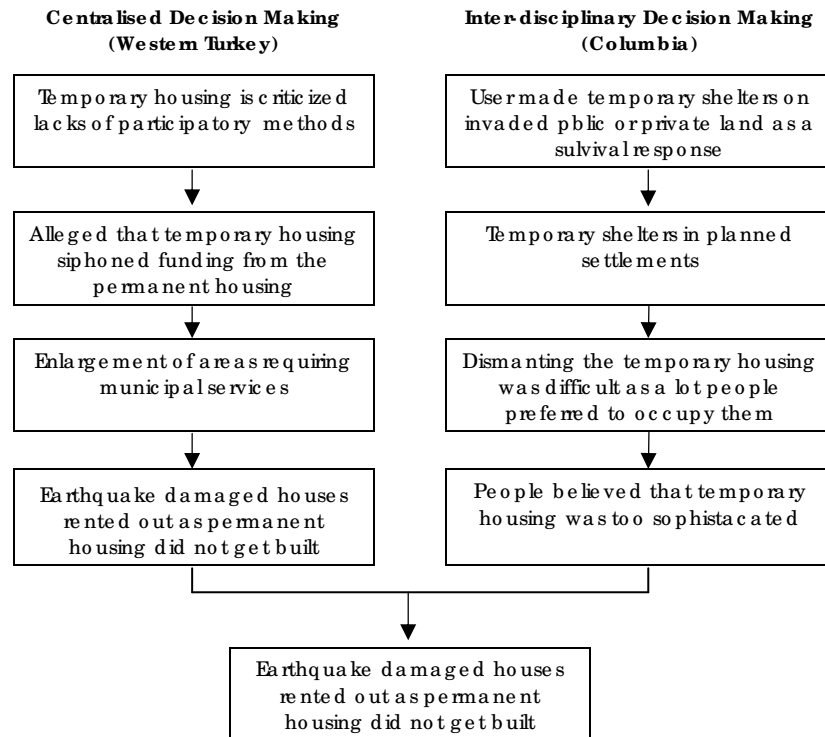 Centralised Decision Making
(Western Turkey)
Temporary housing is criticized
lacks of participatory methods
Alleged that temporary housing
siphoned funding from the
permanent housing
Enlargement of areas requiring
municipal services
Earthquake damaged houses
rented out as permanent
housing did not get built
Inter-disciplinary Decision Making
(Columbia)
User made temporary shelters on
invaded pblic or private land as a
sulvival response
Temporary shelters in planned
settlements
Dismanting the temporary housing
was difficult as a lot people
preferred to occupy them
People believed that temporary
housing was too sophistacated
Earthquake damaged houses
rented out as permanent
housing did not get built